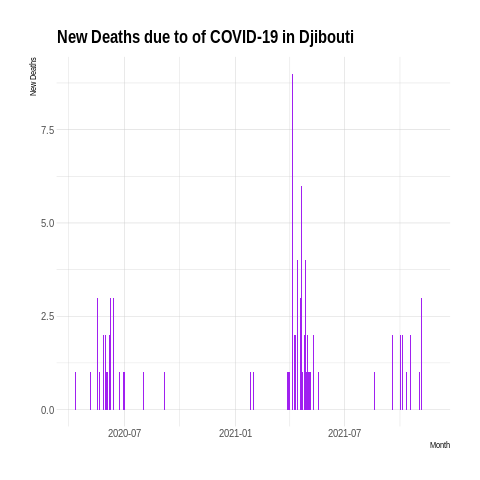 New Deaths due to of COVID-19 in Djibouti
New Deaths
7.5
5.0
2.5
0.0
2020-07
2021-01
2021-07
Month